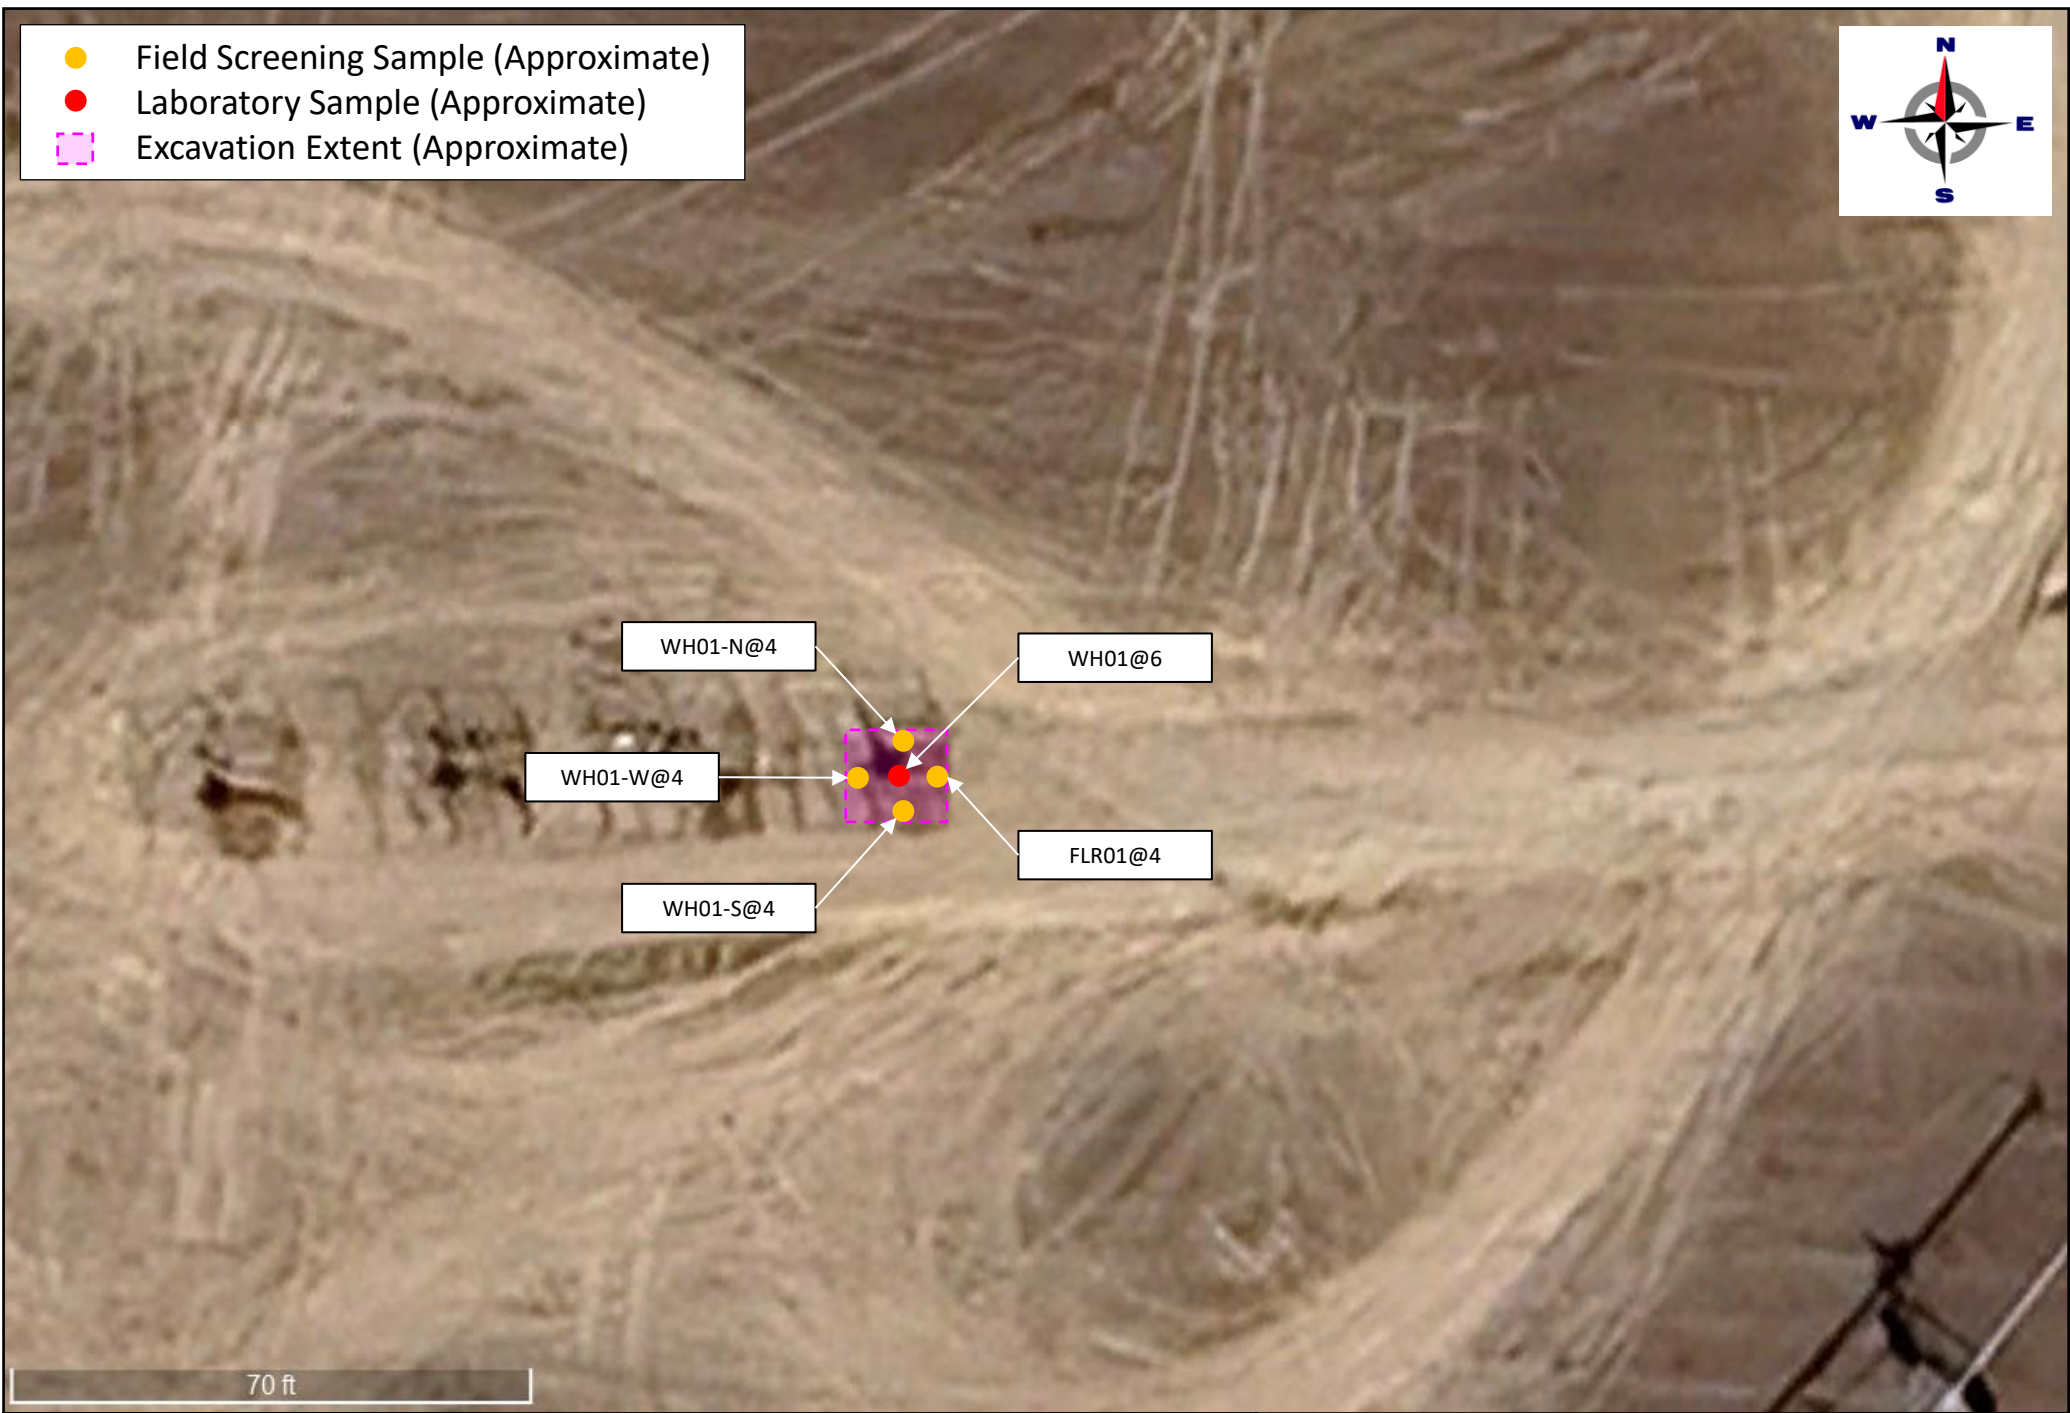 Field Screening Sample (Approximate)
Laboratory Sample (Approximate)
Excavation Extent (Approximate)
N
W
E
S
WH01-N@4
WH01@6
WH01-W@4
FLR01@4
WH01-S@4
70 ft